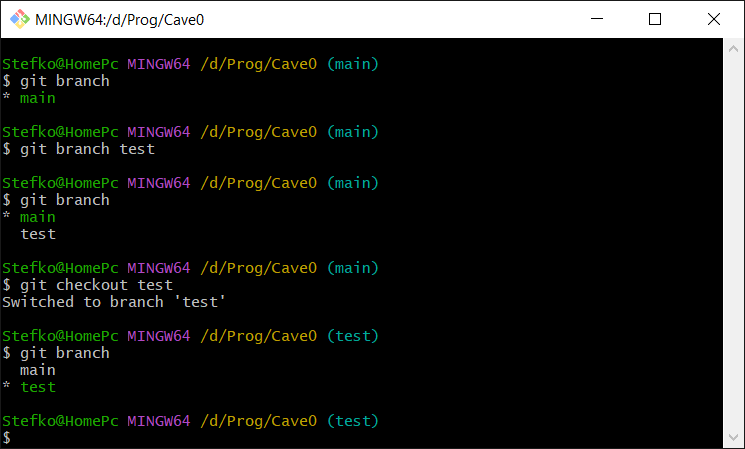 MINGW64:/d/Prog/Cave0
Stefko@HomePc MINGW64 /d/Prog/Cave0 (main)
$ git branch
* main
Stefko@HomePc MINGW64 /d/Prog/Cave0 (main)
$ git branch test
Stefko@HomePc MINGW64 /d/Prog/Cave0 (main)
$ git branch
* main
  test
Stefko@HomePc MINGW64 /d/Prog/Cave0 (main)
$ git checkout test
Switched to branch 'test'
Stefko@HomePc MINGW64 /d/Prog/Cave0 (test)
$ git branch
  main
* test
Stefko@HomePc MINGW64 /d/Prog/Cave0 (test)
$